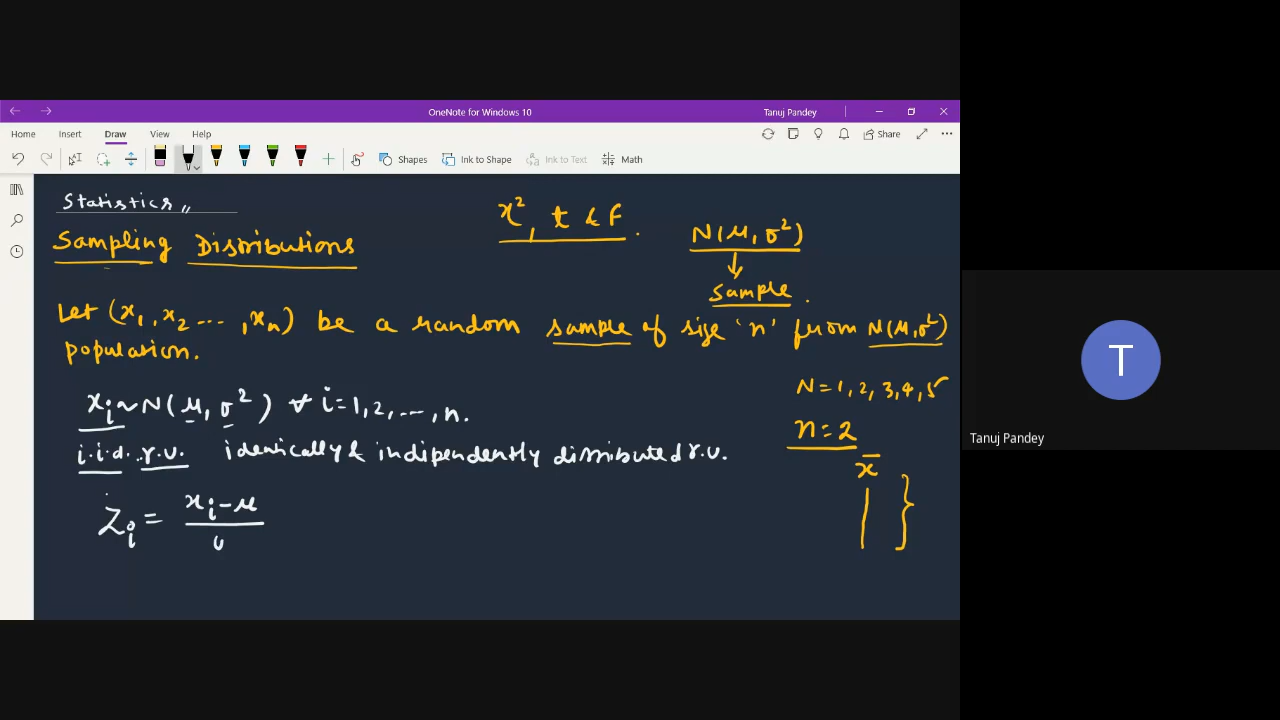 OneNote for Windows 10
Tanuj Pandey
Home Insert Draw View Help
Share
Shapes Ink to Shape Ink to Text Math
Statistics,,
Sampling Distributions
x², t & F.
N(μ, σ²)
↓
Sample.
Let (x₁, x₂ ..., xₙ) be a random sample of size 'n' from N(μ, σ²)
population.
xᵢ ~ N(μ, σ²) ∀ i = 1, 2, ..., n.
i.i.d. r.v. identically & independently distributed r.v.
Zᵢ = xᵢ - μ
N = 1, 2, 3, 4, 5
n = 2
x̄
T
Tanuj Pandey